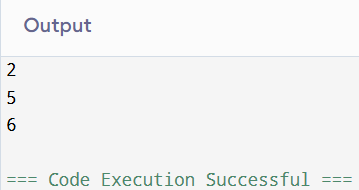 Output
2
5
6
=== Code Execution Successful ===